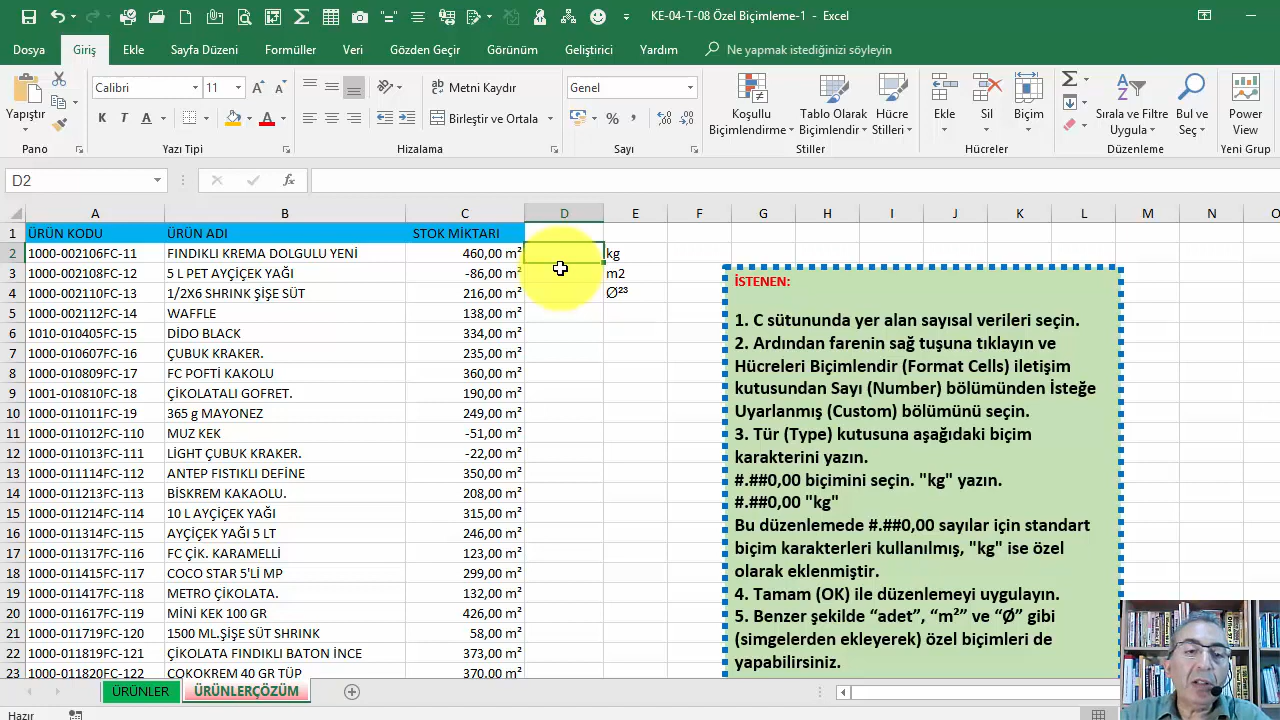 KE-04-T-08 Özel Biçimleme-1 - Excel
Dosya Giriş Ekle Sayfa Düzeni Formüller Veri Gözden Geçir Görünüm Geliştirici Yardım Ne yapmak istediğinizi söyleyin
Yapıştır
Pano
Calibri 11
K T A
Yazı Tipi
Metni Kaydır
Birleştir ve Ortala
Hizalama
Genel
Sayı
Koşullu Biçimlendirme
Tablo Olarak Biçimlendir
Hücre Stilleri
Stiller
Ekle
Sil
Biçim
Hücreler
Sırala ve Filtre Uygula
Bul ve Seç
Düzenleme
Power View
Yeni Grup
D2
A B C D E F G H I J K L M N O
1 ÜRÜN KODU ÜRÜN ADI STOK MİKTARI
2 1000-002106FC-11 FINDIKLI KREMA DOLGULU YENİ 460,00 m² kg
3 1000-002108FC-12 5 L PET AYÇİÇEK YAĞI -86,00 m² m2
4 1000-002110FC-13 1/2X6 SHRINK ŞİŞE SÜT 216,00 m² Ø²³
5 1000-002112FC-14 WAFFLE 138,00 m²
6 1010-010405FC-15 DİDO BLACK 334,00 m²
7 1000-010607FC-16 ÇUBUK KRAKER. 235,00 m²
8 1000-010809FC-17 FC POFTİ KAKOLU 360,00 m²
9 1001-010810FC-18 ÇİKOLATALI GOFRET. 190,00 m²
10 1000-011011FC-19 365 g MAYONEZ 249,00 m²
11 1000-011012FC-110 MUZ KEK -51,00 m²
12 1000-011013FC-111 LİGHT ÇUBUK KRAKER. -22,00 m²
13 1000-011114FC-112 ANTEP FISTIKLI DEFİNE 350,00 m²
14 1000-011213FC-113 BİSKREM KAKAOLU. 208,00 m²
15 1000-011214FC-114 10 L AYÇİÇEK YAĞI 315,00 m²
16 1000-011314FC-115 AYÇİÇEK YAĞI 5 LT 246,00 m²
17 1000-011317FC-116 FC ÇİK. KARAMELLİ 123,00 m²
18 1000-011415FC-117 COCO STAR 5'Lİ MP 299,00 m²
19 1000-011417FC-118 METRO ÇİKOLATA. 132,00 m²
20 1000-011617FC-119 MİNİ KEK 100 GR 426,00 m²
21 1000-011719FC-120 1500 ML.ŞİŞE SÜT SHRINK 58,00 m²
22 1000-011819FC-121 ÇİKOLATA FINDIKLI BATON İNCE 373,00 m²
23 1000-011820FC-122 ÇOKOKREM 40 GR TÜP 370,00 m²
İSTENEN:
1. C sütununda yer alan sayısal verileri seçin.
2. Ardından farenin sağ tuşuna tıklayın ve
Hücreleri Biçimlendir (Format Cells) iletişim
kutusundan Sayı (Number) bölümünden İsteğe
Uyarlanmış (Custom) bölümünü seçin.
3. Tür (Type) kutusuna aşağıdaki biçim
karakterini yazın.
#.##0,00 biçimini seçin. "kg" yazın.
#.##0,00 "kg"
Bu düzenlemede #.##0,00 sayılar için standart
biçim karakterleri kullanılmış, "kg" ise özel
olarak eklenmiştir.
4. Tamam (OK) ile düzenlemeyi uygulayın.
5. Benzer şekilde “adet”, “m²” ve “Ø” gibi
(simgelerden ekleyerek) özel biçimleri de
yapabilirsiniz.
ÜRÜNLER ÜRÜNLERÇÖZÜM
Hazır